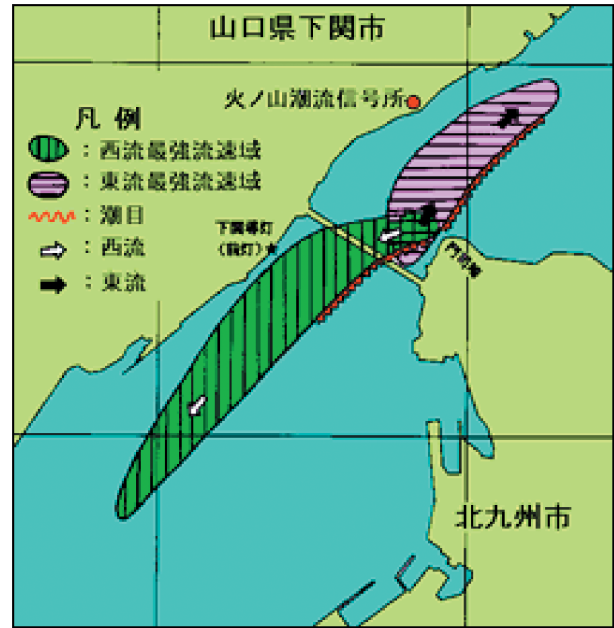 山口県下関市
火ノ山潮流信号所
凡例
：西流最強流速域
：東流最強流速域
：潮目
：西流
：東流
下関導灯
（前灯）★
門司埼
北九州市